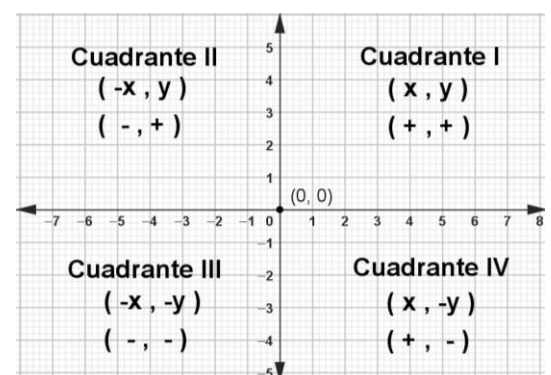 Cuadrante II
( -x , y )
( - , + )
Cuadrante I
( x , y )
( + , + )
5
4
3
2
1
(0, 0)
-7 -6 -5 -4 -3 -2 -1 0 1 2 3 4 5 6 7 8
-1
-2
-3
-4
-5
Cuadrante III
( -x , -y )
( - , - )
Cuadrante IV
( x , -y )
( + , - )